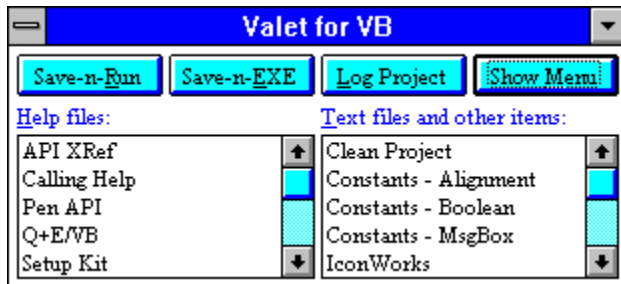 Valet for VB
Save-n-Run Save-n-EXE Log Project Show Menu
Help files: Text files and other items:
API XRef Clean Project
Calling Help Constants - Alignment
Pen API Constants - Boolean
Q+E/VB Constants - MsgBox
Setup Kit IconWorks